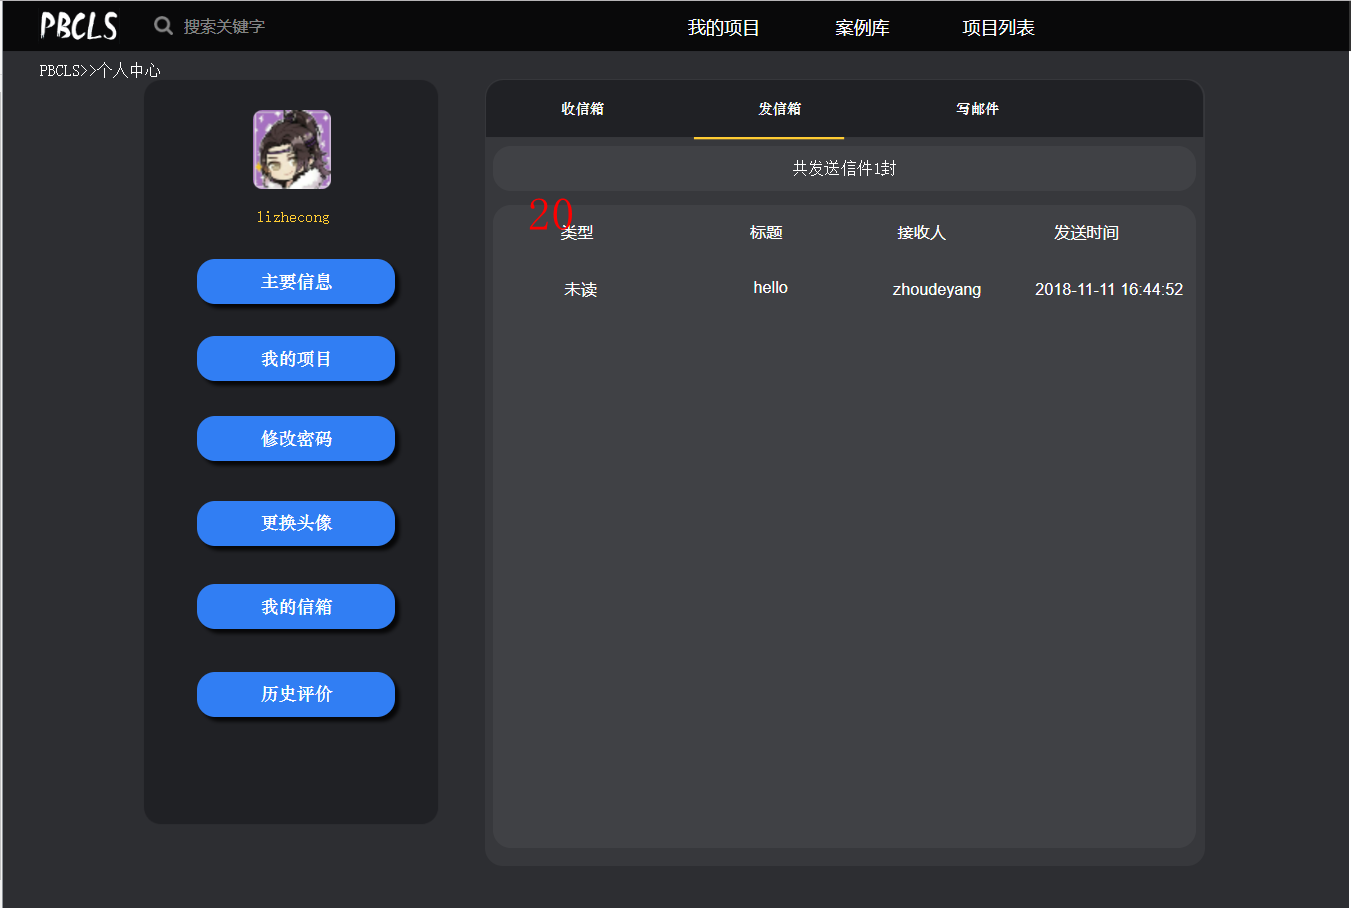 PBCLS 搜索关键字 我的项目 案例库 项目列表
PBCLS>>个人中心
lizhecong
主要信息
我的项目
修改密码
更换头像
我的信箱
历史评价
收信箱 发信箱 写邮件
共发送信件1封
20
类型 标题 接收人 发送时间
未读 hello zhoudeyang 2018-11-11 16:44:52